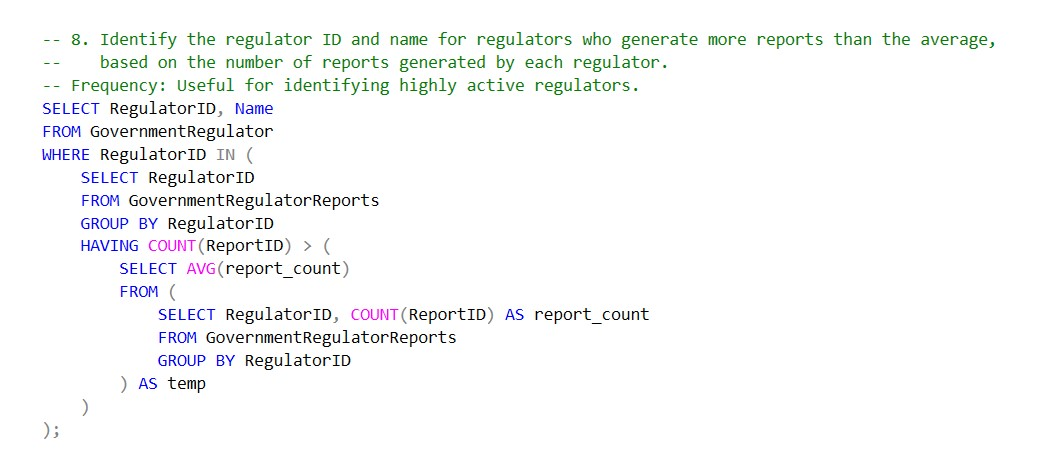 -- 8. Identify the regulator ID and name for regulators who generate more reports than the average,
--    based on the number of reports generated by each regulator.
-- Frequency: Useful for identifying highly active regulators.
SELECT RegulatorID, Name
FROM GovernmentRegulator
WHERE RegulatorID IN (
    SELECT RegulatorID
    FROM GovernmentRegulatorReports
    GROUP BY RegulatorID
    HAVING COUNT(ReportID) > (
        SELECT AVG(report_count)
        FROM (
            SELECT RegulatorID, COUNT(ReportID) AS report_count
            FROM GovernmentRegulatorReports
            GROUP BY RegulatorID
        ) AS temp
    )
);